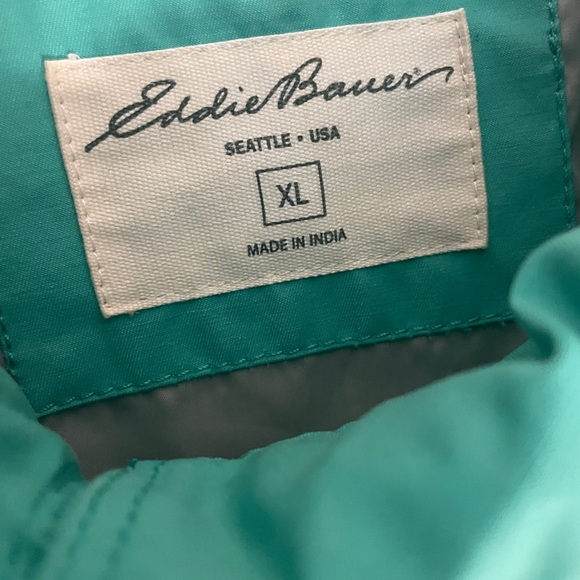 Eddie Bauer
SEATTLE • USA
XL
MADE IN INDIA